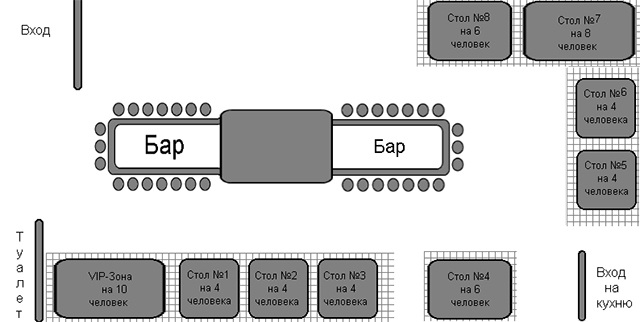 Вход
Стол №8
на 6
человек
Стол №7
на 8
человек
Стол №6
на 4
человека
Бар
Бар
Стол №5
на 4
человека
Туалет
VIP-Зона
на 10
человек
Стол №1
на 4
человека
Стол №2
на 4
человека
Стол №3
на 4
человека
Стол №4
на 6
человек
Вход
на
кухню